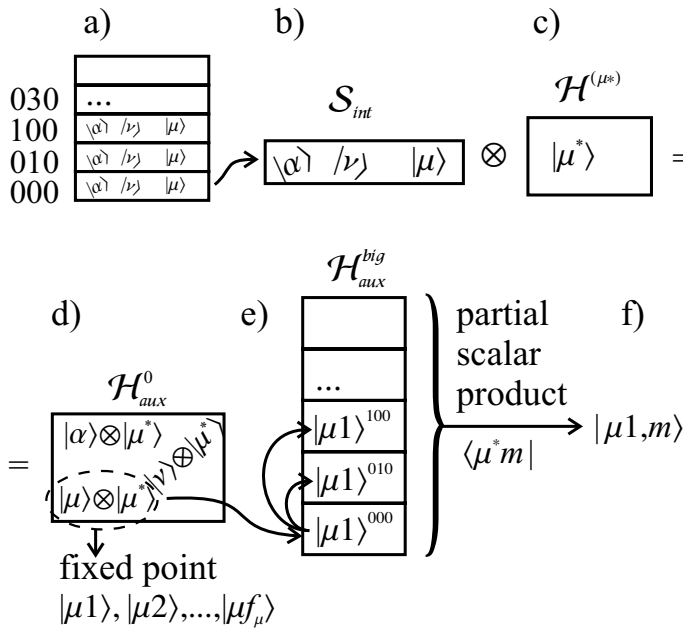 a) b) c)
𝒮_int ℋ^(μ*)
030 ...
100 |α⟩ |ν⟩ |μ⟩
010 |α⟩ |ν⟩ |μ⟩
000 |α⟩ |ν⟩ |μ⟩
|α⟩ |ν⟩ |μ⟩ ⊗ |μ*⟩ =
d) e) f)
ℋ^0_aux
= |α⟩⊗|μ*⟩
|ν⟩⊗|μ*⟩
|μ⟩⊗|μ*⟩
fixed point
|μ1⟩, |μ2⟩,...,|μf_μ⟩
ℋ^big_aux
...
|μ1⟩^100
|μ1⟩^010
|μ1⟩^000
partial
scalar
product
⟨μ*m|
|μ1,m⟩